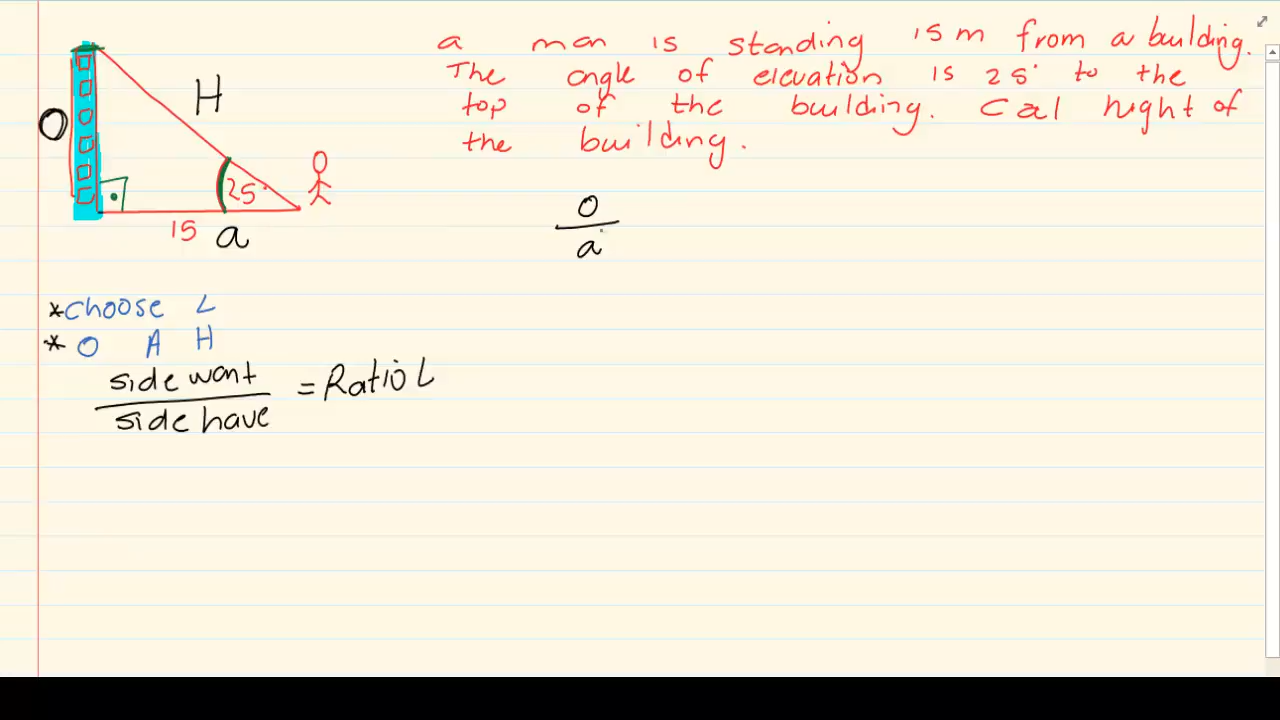 a man is standing 15m from a building.
The angle of elevation is 25° to the
top of the building. Cal hight of
the building.
H
O
25°
15
a
O
a
*choose L
* O A H
side want
side have
= Ratio L